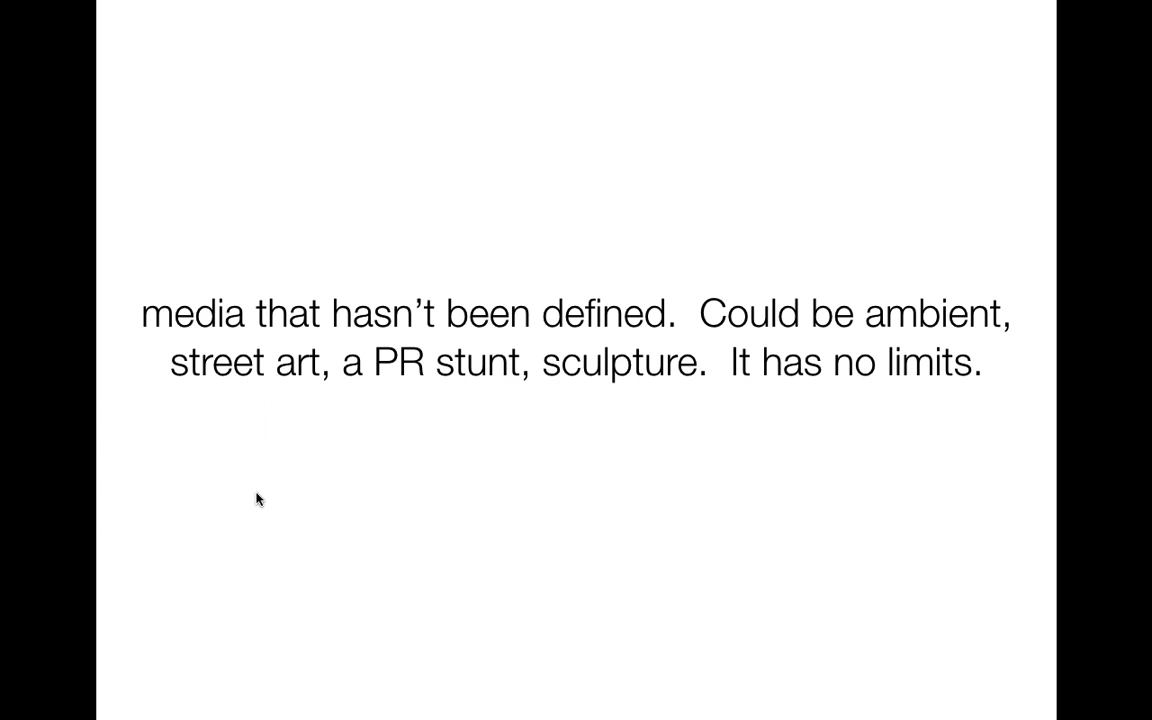 media that hasn’t been defined.  Could be ambient,
street art, a PR stunt, sculpture.  It has no limits.